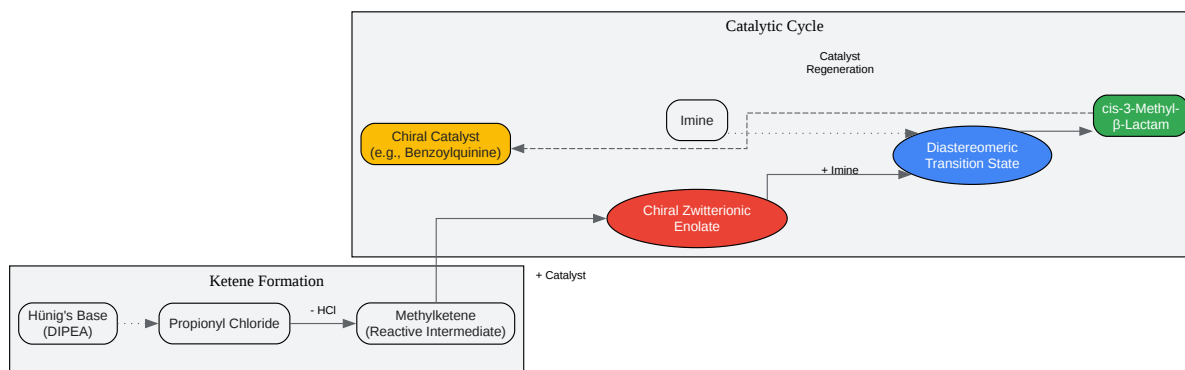 Catalytic Cycle
Catalyst
Regeneration
cis-3-Methyl-
β-Lactam
Imine
Chiral Catalyst
(e.g., Benzoylquinine)
Diastereomeric
Transition State
+ Imine
Chiral Zwitterionic
Enolate
+ Catalyst
Ketene Formation
Hünig's Base
(DIPEA)
Propionyl Chloride
- HCl
Methylketene
(Reactive Intermediate)